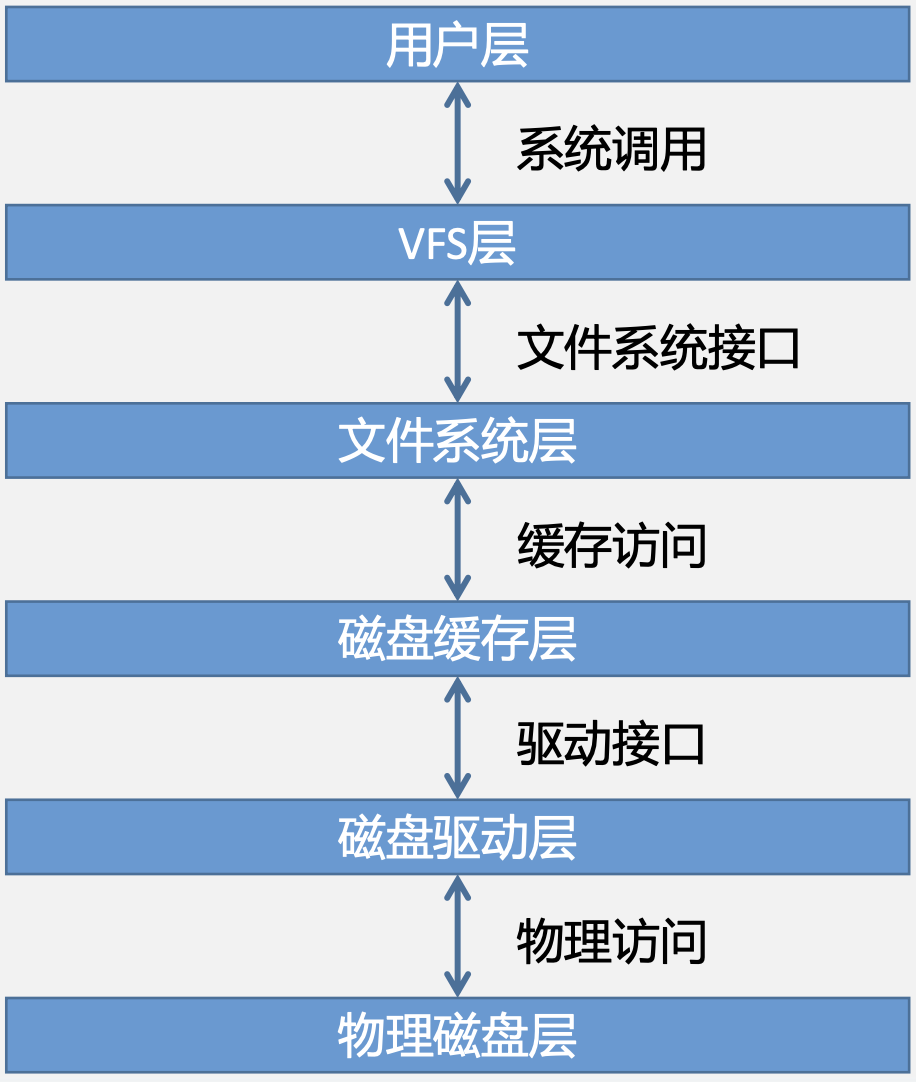 用户层
系统调用
VFS层
文件系统接口
文件系统层
缓存访问
磁盘缓存层
驱动接口
磁盘驱动层
物理访问
物理磁盘层